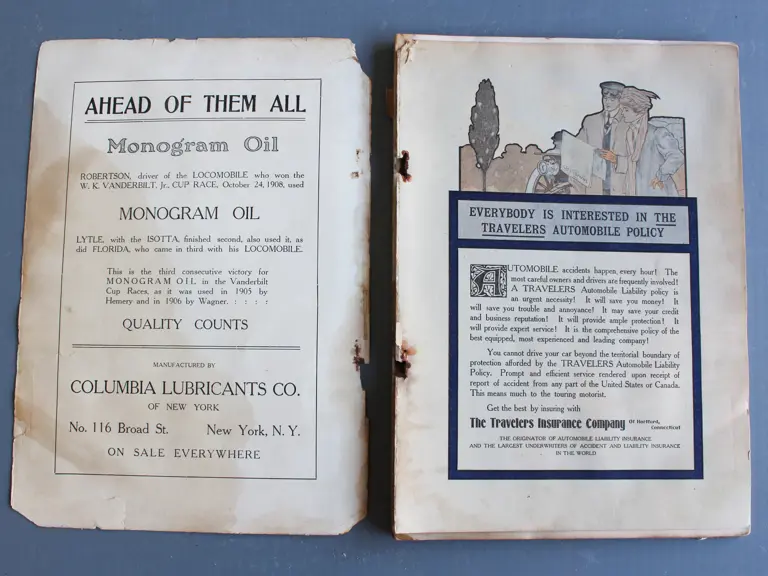 AHEAD OF THEM ALL
Monogram Oil
ROBERTSON, driver of the LOCOMOBILE who won the
W. K. VANDERBILT, Jr., CUP RACE, October 24, 1908, used
MONOGRAM OIL
LYTLE, with the ISOTTA, finished second, also used it, as
did FLORIDA, who came in third with his LOCOMOBILE.
This is the third consecutive victory for
MONOGRAM OIL in the Vanderbilt
Cup Races, as it was used in 1905 by
Hemery and in 1906 by Wagner. : : : :
QUALITY COUNTS
MANUFACTURED BY
COLUMBIA LUBRICANTS CO.
OF NEW YORK
No. 116 Broad St. New York, N. Y.
ON SALE EVERYWHERE
EVERYBODY IS INTERESTED IN THE
TRAVELERS AUTOMOBILE POLICY
AUTOMOBILE accidents happen every hour! The
most careful owners and drivers are frequently involved!
A TRAVELERS Automobile Liability policy is
an urgent necessity! It will save you money! It
will save you trouble and annoyance! It may save your credit
and business reputation! It will provide ample protection! It
will provide expert service! It is the comprehensive policy of the
best equipped, most experienced and leading company!
You cannot drive your car beyond the territorial boundary of
protection afforded by the TRAVELERS Automobile Liability
Policy. Prompt and efficient service rendered upon receipt of
report of accident from any part of the United States or Canada.
This means much to the touring motorist.
Get the best by insuring with
The Travelers Insurance Company Of Hartford,
Connecticut
THE ORIGINATOR OF AUTOMOBILE LIABILITY INSURANCE
AND THE LARGEST UNDERWRITERS OF ACCIDENT AND LIABILITY INSURANCE
IN THE WORLD